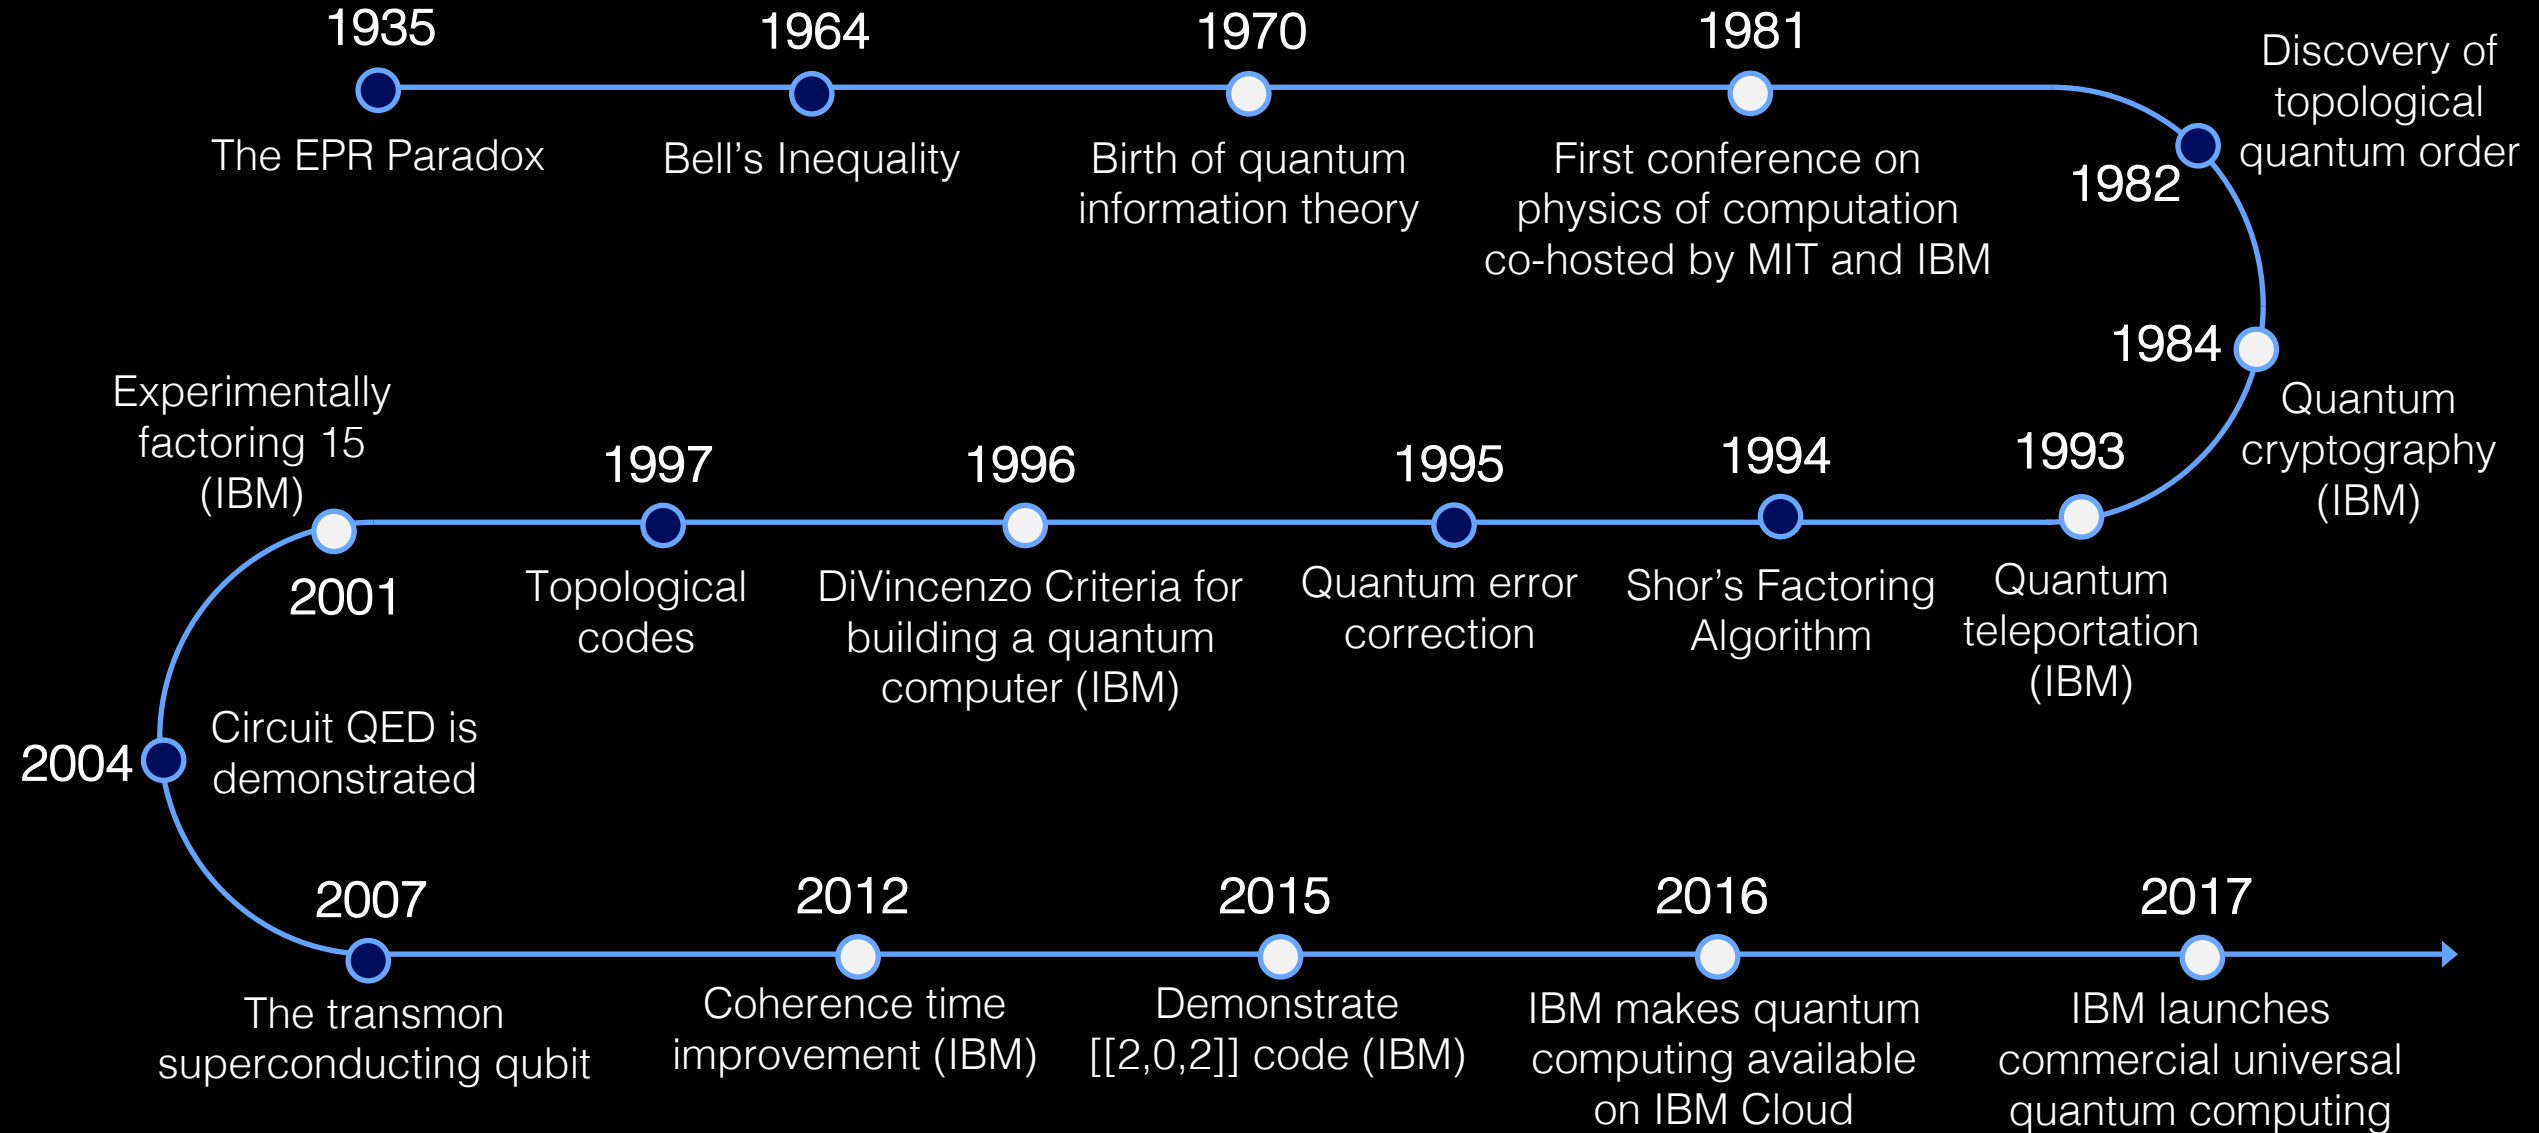 1935
The EPR Paradox
1964
Bell’s Inequality
1970
Birth of quantum
information theory
1981
First conference on
physics of computation
co-hosted by MIT and IBM
1982
Discovery of
topological
quantum order
1984
Quantum
cryptography
(IBM)
1993
Quantum
teleportation
(IBM)
1994
Shor’s Factoring
Algorithm
1995
Quantum error
correction
1996
DiVincenzo Criteria for
building a quantum
computer (IBM)
1997
Topological
codes
2001
Experimentally
factoring 15
(IBM)
2004
Circuit QED is
demonstrated
2007
The transmon
superconducting qubit
2012
Coherence time
improvement (IBM)
2015
Demonstrate
[[2,0,2]] code (IBM)
2016
IBM makes quantum
computing available
on IBM Cloud
2017
IBM launches
commercial universal
quantum computing